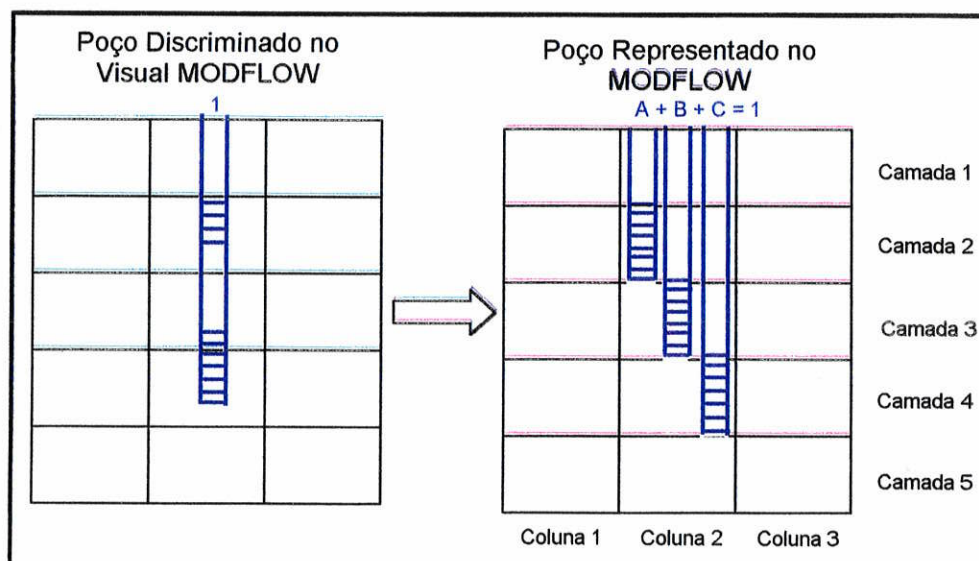 Poço Discriminado no
Visual MODFLOW
1
Poço Representado no
MODFLOW
A + B + C = 1
Camada 1
Camada 2
Camada 3
Camada 4
Camada 5
Coluna 1
Coluna 2
Coluna 3